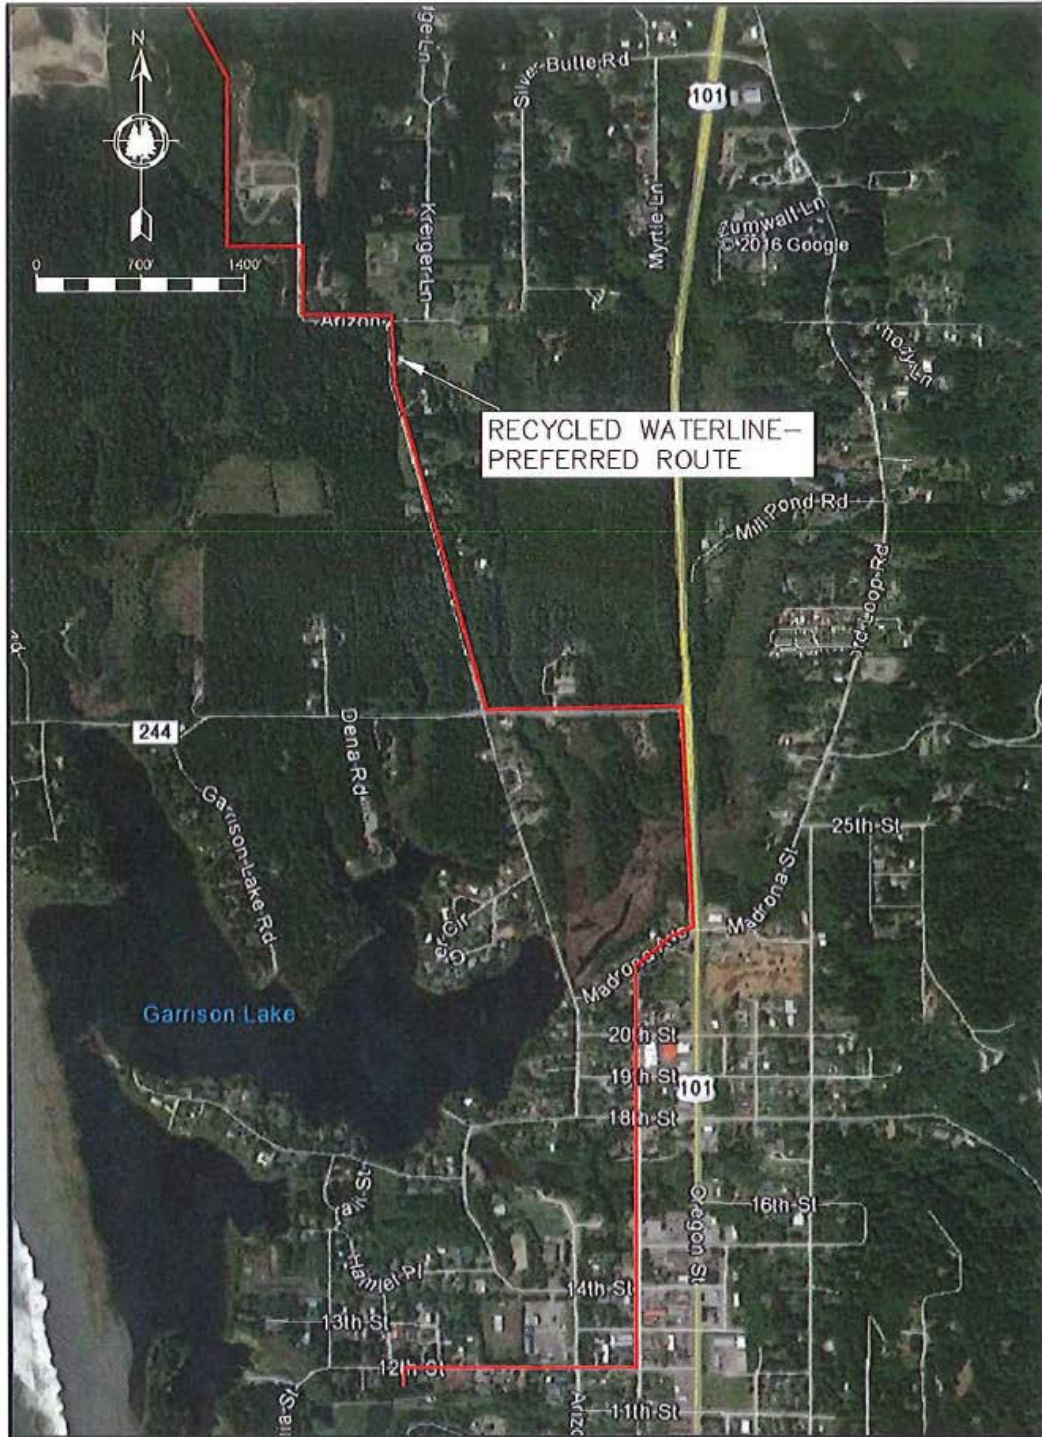 N
0
700'
1400'
Silver Butte Rd
101
Kreiger Ln
Myrtle Ln
Zumwalt Ln
© 2016 Google
Arizona
RECYCLED WATERLINE-
PREFERRED ROUTE
Mill Pond Rd
Loop Rd
244
Dena Rd
Garrison Lake Rd
25th St
Madrona St
Cir
Madrona Ave
Garrison Lake
20th St
19th St
101
18th St
Oregon St
16th St
Hamlet Pl
14th St
13th St
12th St
11th St